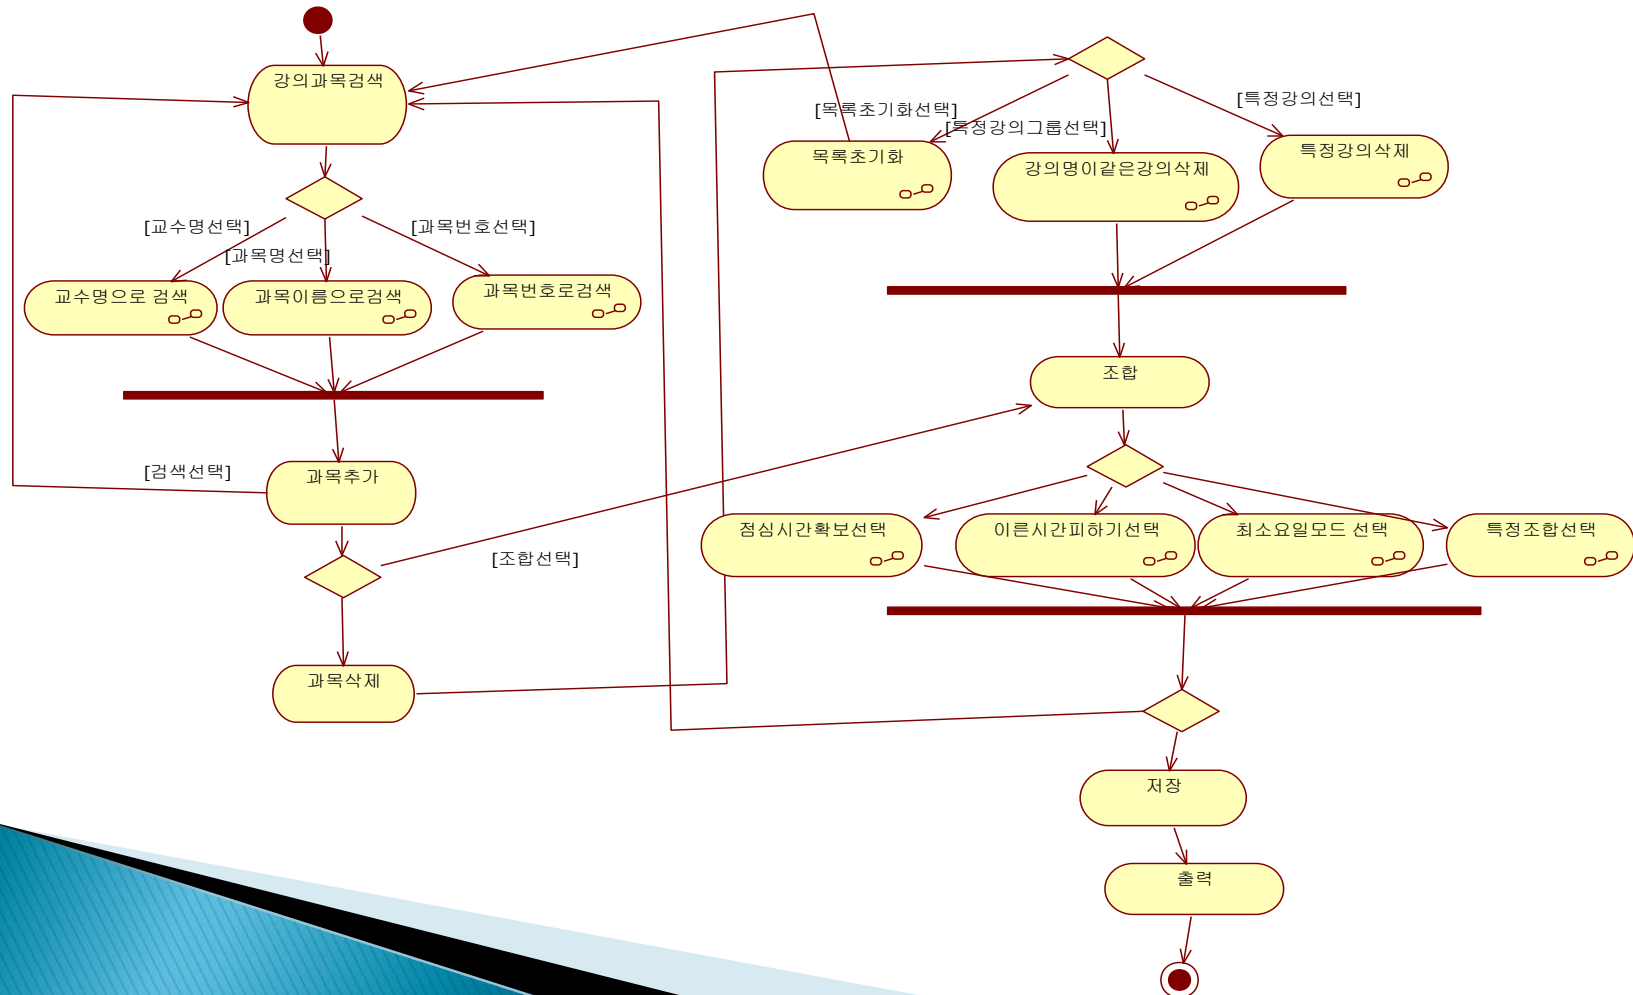 강의과목검색
[교수명선택]
[과목명선택]
[과목번호선택]
교수명으로 검색
과목이름으로검색
과목번호로검색
[검색선택]
과목추가
[조합선택]
과목삭제
[목록초기화선택]
[특정강의그룹선택]
[특정강의선택]
목록초기화
강의명이같은강의삭제
특정강의삭제
조합
점심시간확보선택
이른시간피하기선택
최소요일모드 선택
특정조합선택
저장
출력